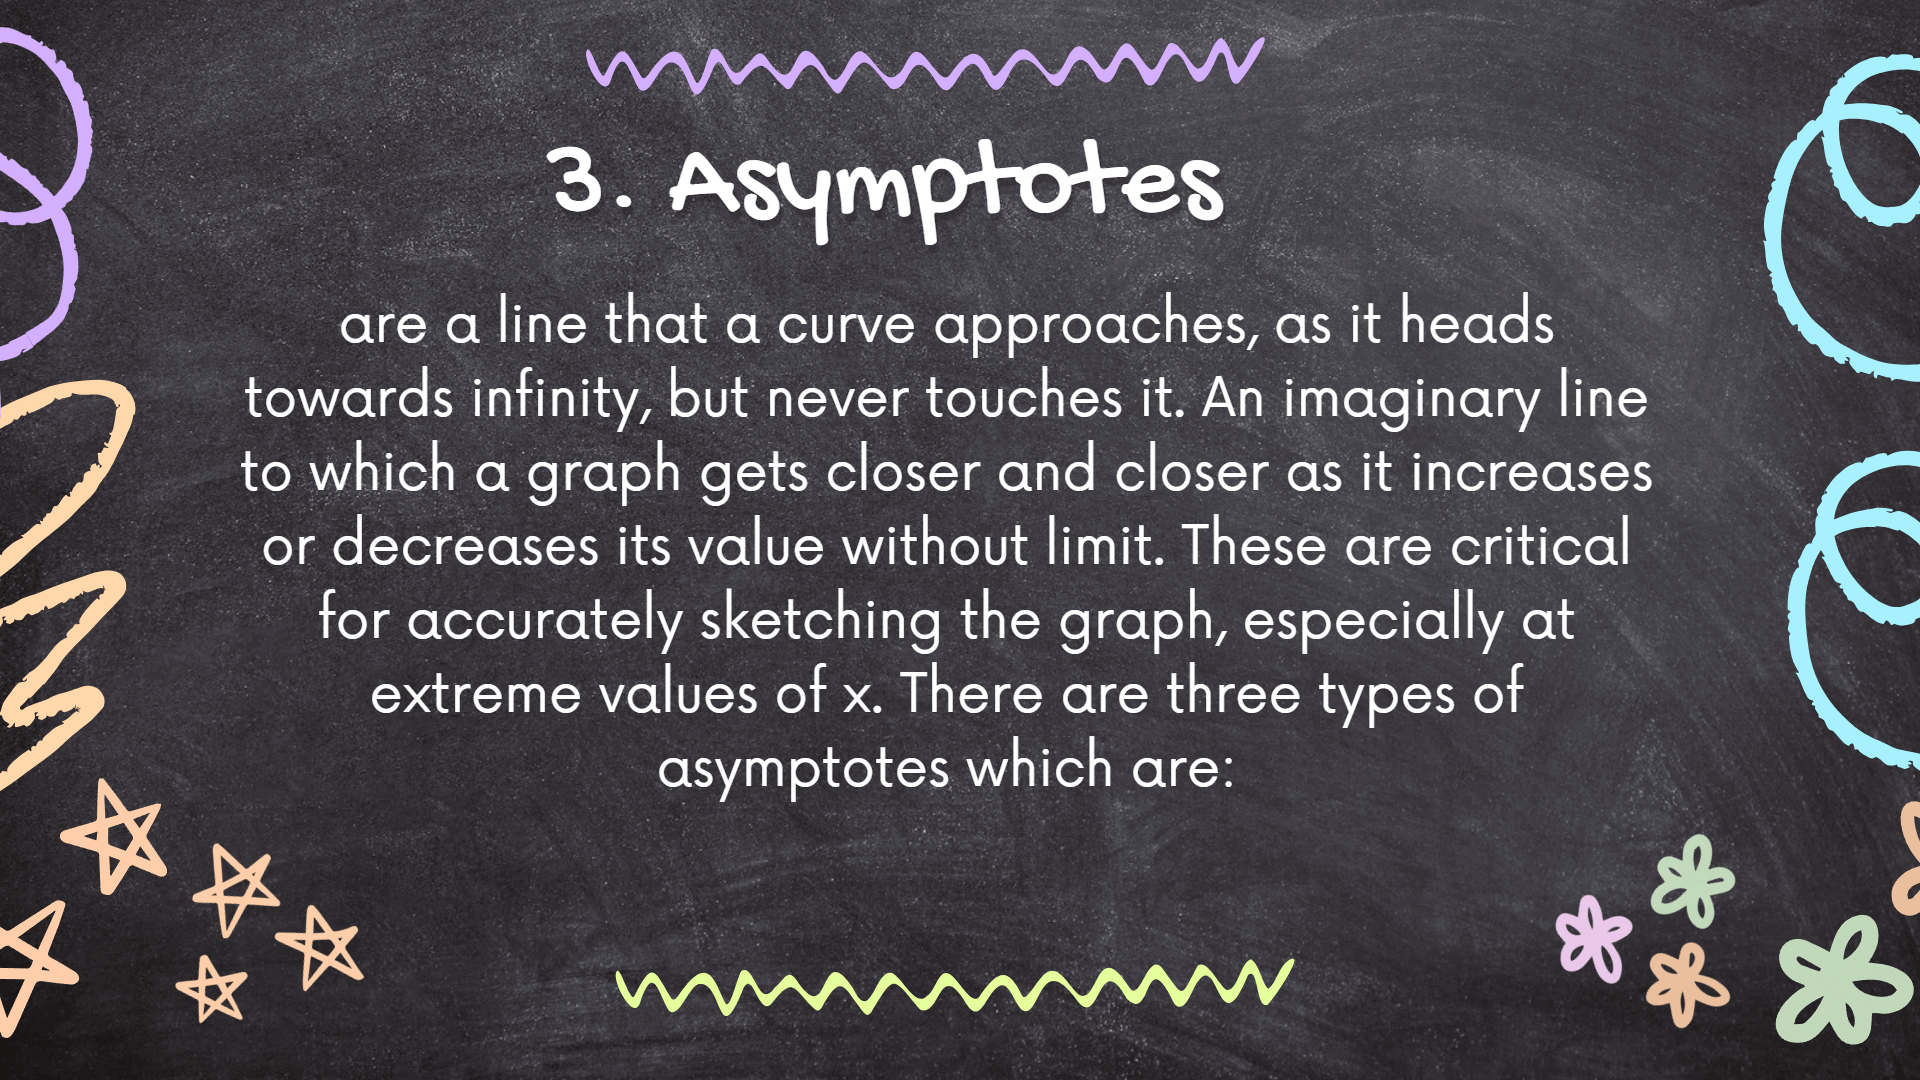 3. Asymptotes
are a line that a curve approaches, as it heads
towards infinity, but never touches it. An imaginary line
to which a graph gets closer and closer as it increases
or decreases its value without limit. These are critical
for accurately sketching the graph, especially at
extreme values of x. There are three types of
asymptotes which are: